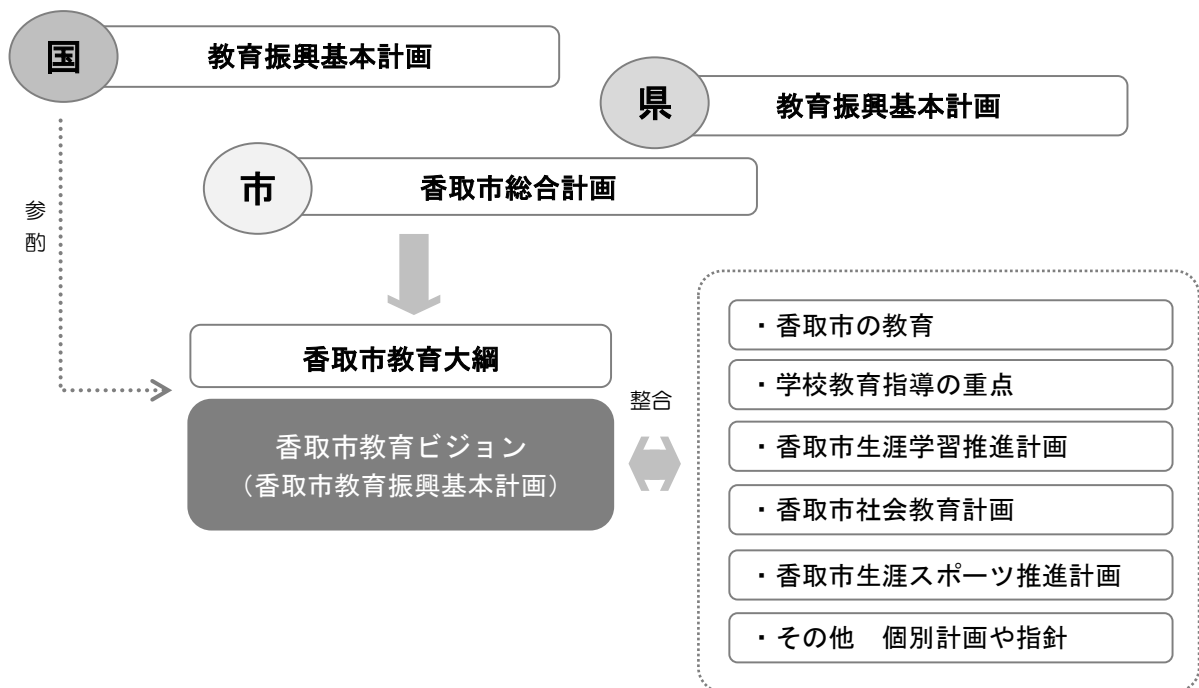 国
教育振興基本計画
県
教育振興基本計画
市
香取市総合計画
参
酌
香取市教育大綱
香取市教育ビジョン
（香取市教育振興基本計画）
整合
・香取市の教育
・学校教育指導の重点
・香取市生涯学習推進計画
・香取市社会教育計画
・香取市生涯スポーツ推進計画
・その他　個別計画や指針